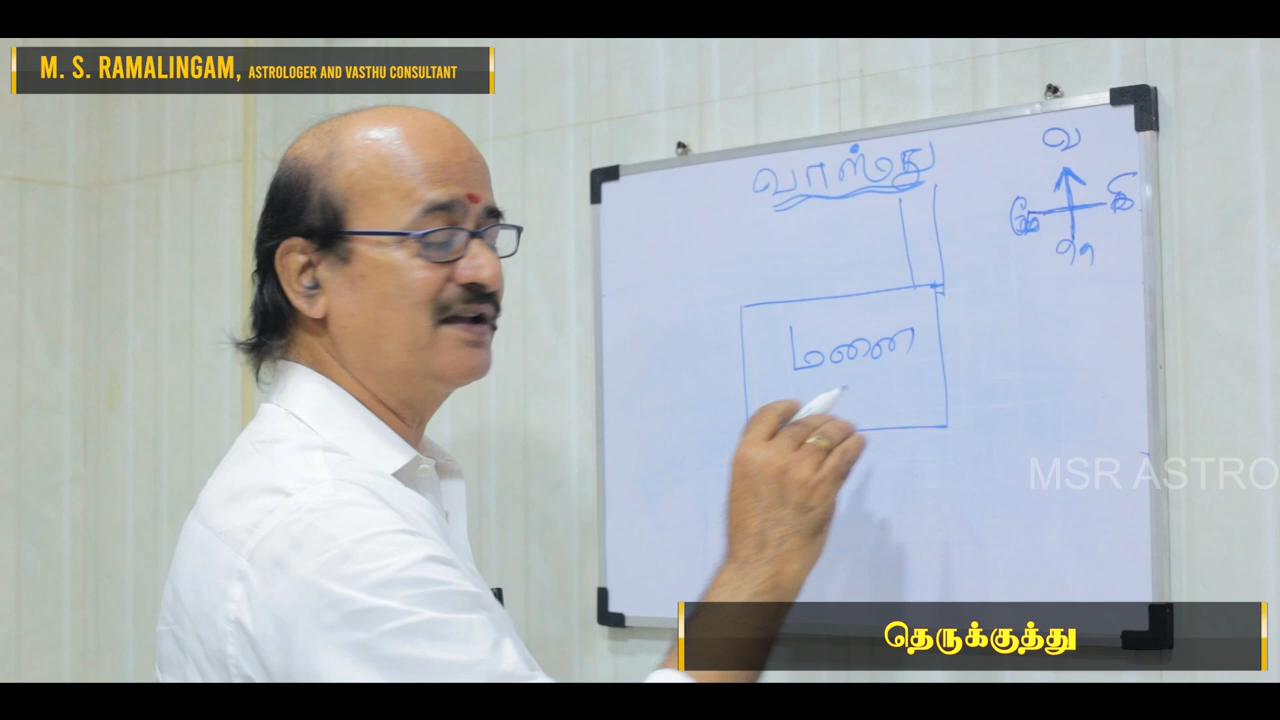 M. S. RAMALINGAM, ASTROLOGER AND VASTHU CONSULTANT
வாஸ்து
வ
மே கி
தெ
மனை
MSR ASTRO
தெருக்குத்து